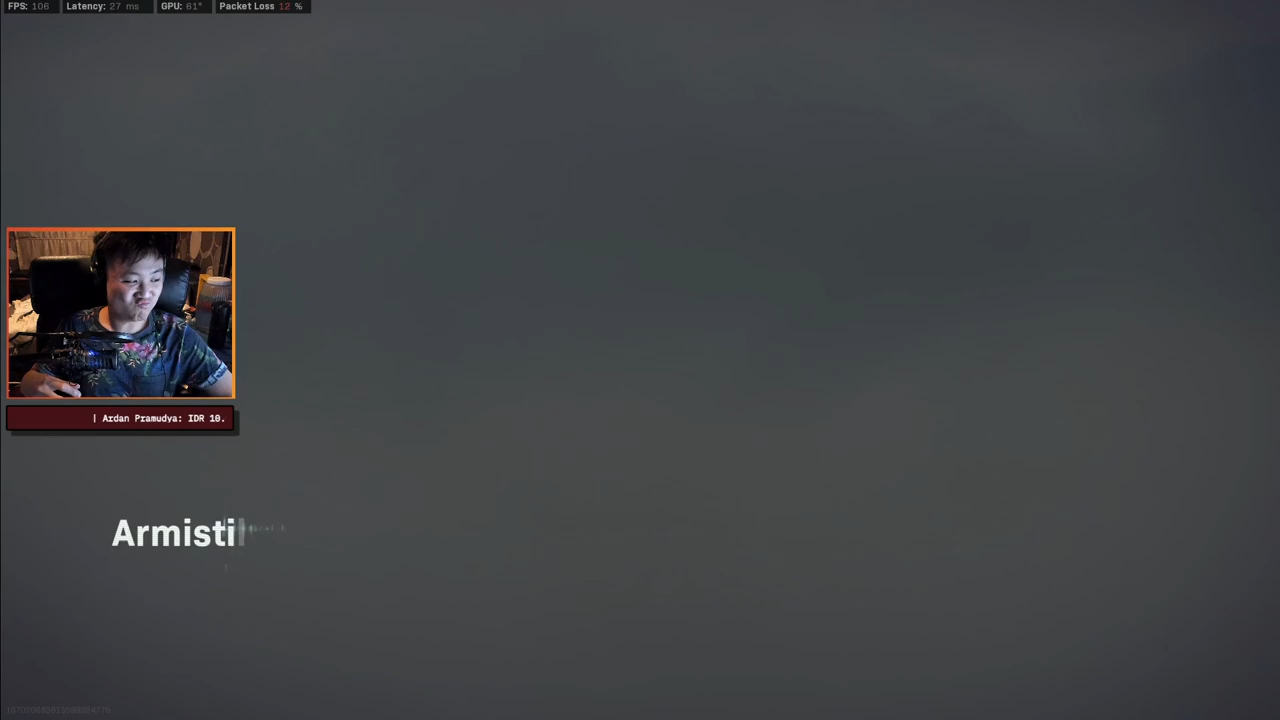 FPS: 106 Latency: 27 ms GPU: 61° Packet Loss 12 %
| Ardan Pramudya: IDR 10.
Armisti